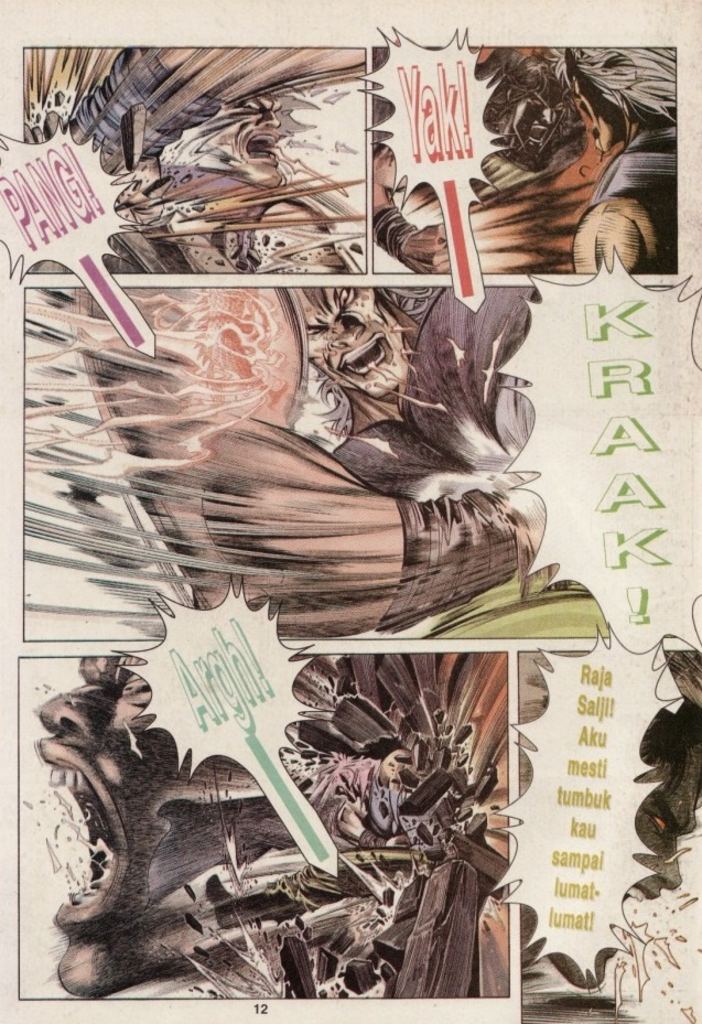 PANG!
Yak!
KRAAK!
Argh!
Raja
Salji!
Aku
mesti
tumbuk
kau
sampai
lumat-
lumat!
12